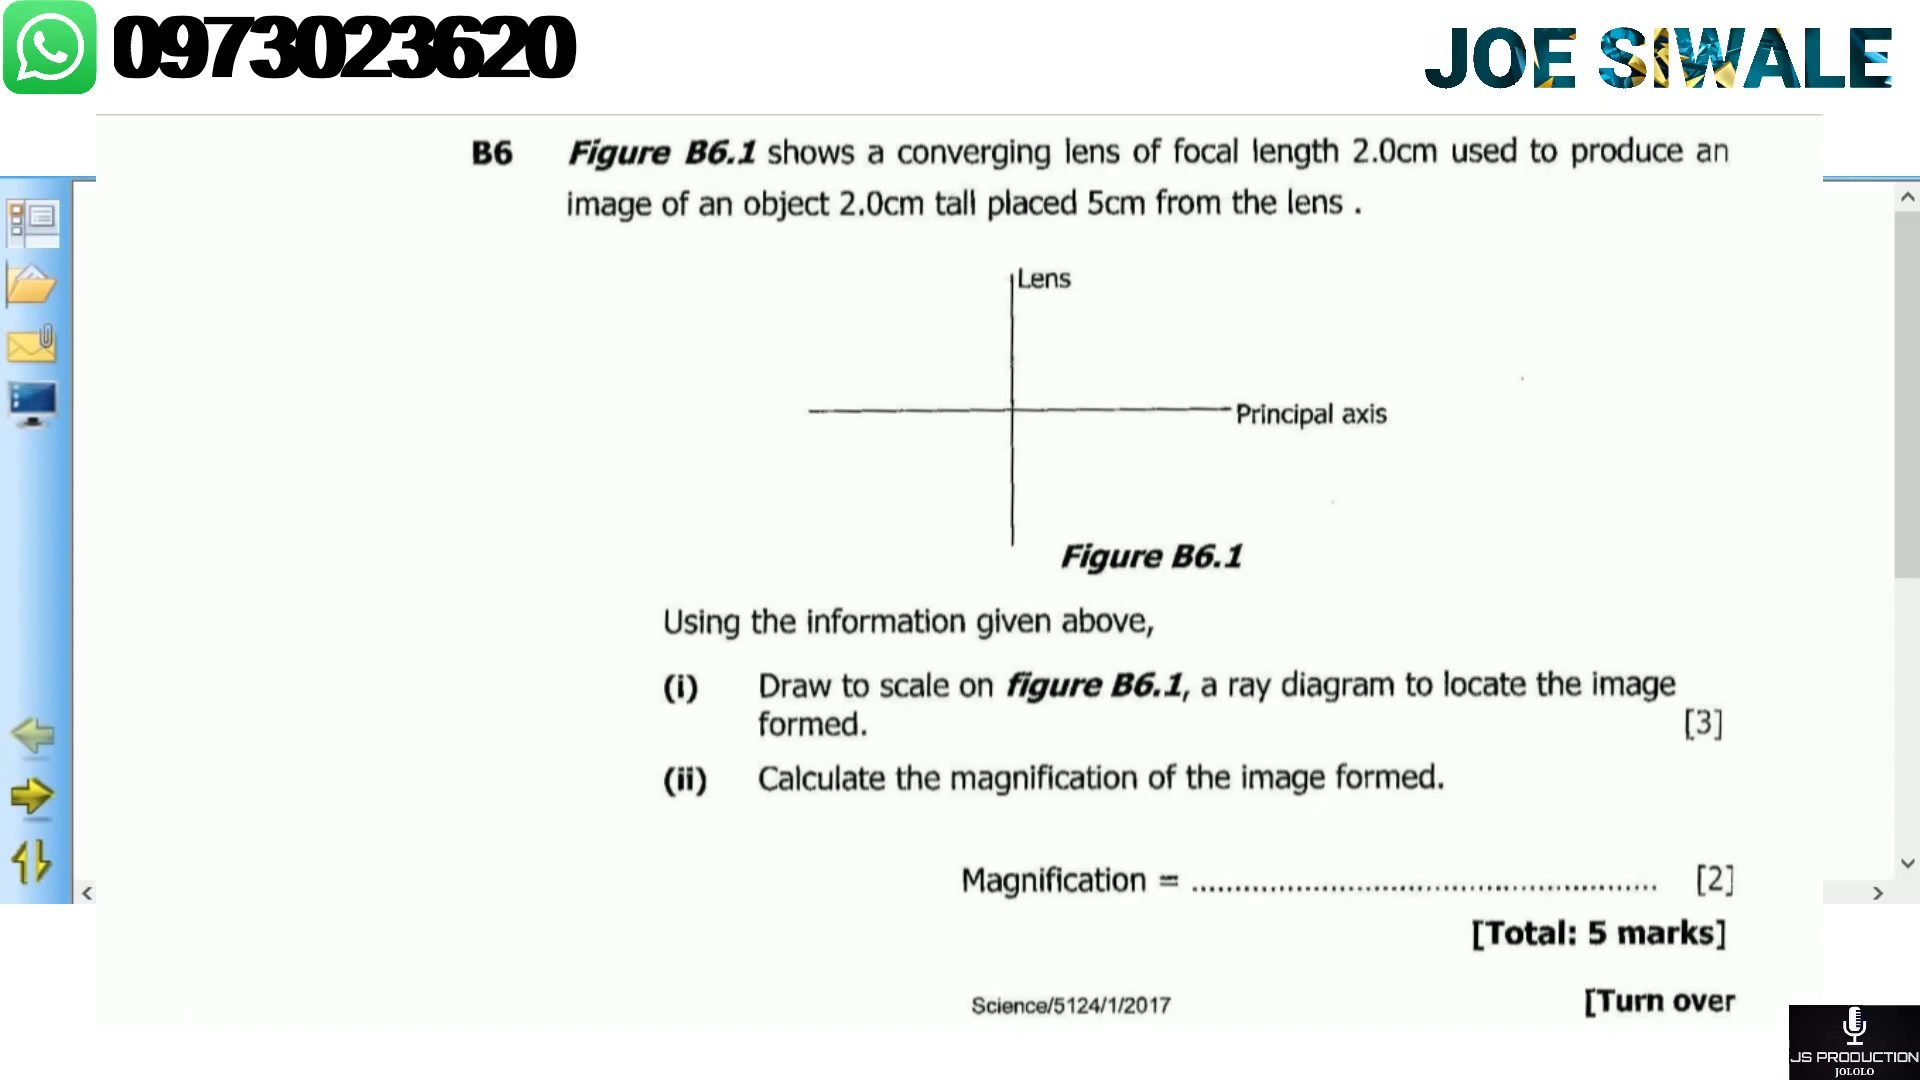 0973023620
JOE SIWALE
B6 Figure B6.1 shows a converging lens of focal length 2.0cm used to produce an
image of an object 2.0cm tall placed 5cm from the lens .
Lens
Principal axis
Figure B6.1
Using the information given above,
(i) Draw to scale on figure B6.1, a ray diagram to locate the image
formed. [3]
(ii) Calculate the magnification of the image formed.
Magnification = ........................................................ [2]
[Total: 5 marks]
Science/5124/1/2017
[Turn over
JS PRODUCTION
JOLOLO